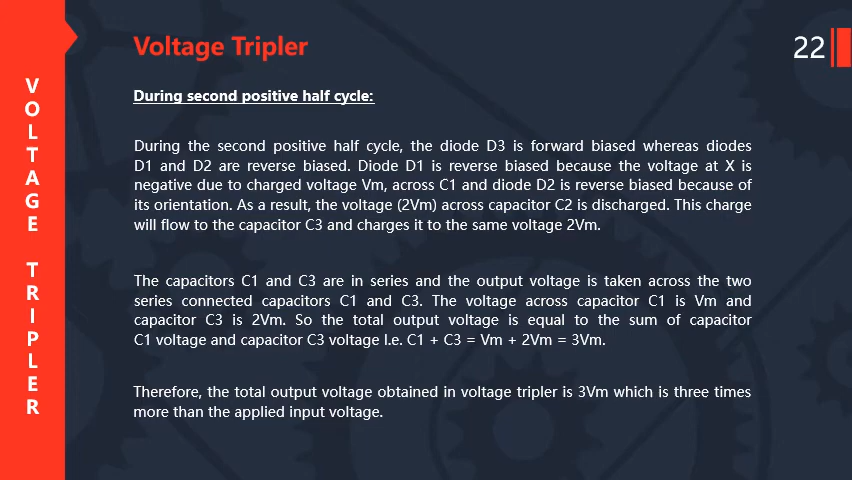 Voltage Tripler
22
VOLTAGE TRIPLER
During second positive half cycle:
During the second positive half cycle, the diode D3 is forward biased whereas diodes
D1 and D2 are reverse biased. Diode D1 is reverse biased because the voltage at X is
negative due to charged voltage Vm, across C1 and diode D2 is reverse biased because of
its orientation. As a result, the voltage (2Vm) across capacitor C2 is discharged. This charge
will flow to the capacitor C3 and charges it to the same voltage 2Vm.
The capacitors C1 and C3 are in series and the output voltage is taken across the two
series connected capacitors C1 and C3. The voltage across capacitor C1 is Vm and
capacitor C3 is 2Vm. So the total output voltage is equal to the sum of capacitor
C1 voltage and capacitor C3 voltage I.e. C1 + C3 = Vm + 2Vm = 3Vm.
Therefore, the total output voltage obtained in voltage tripler is 3Vm which is three times
more than the applied input voltage.